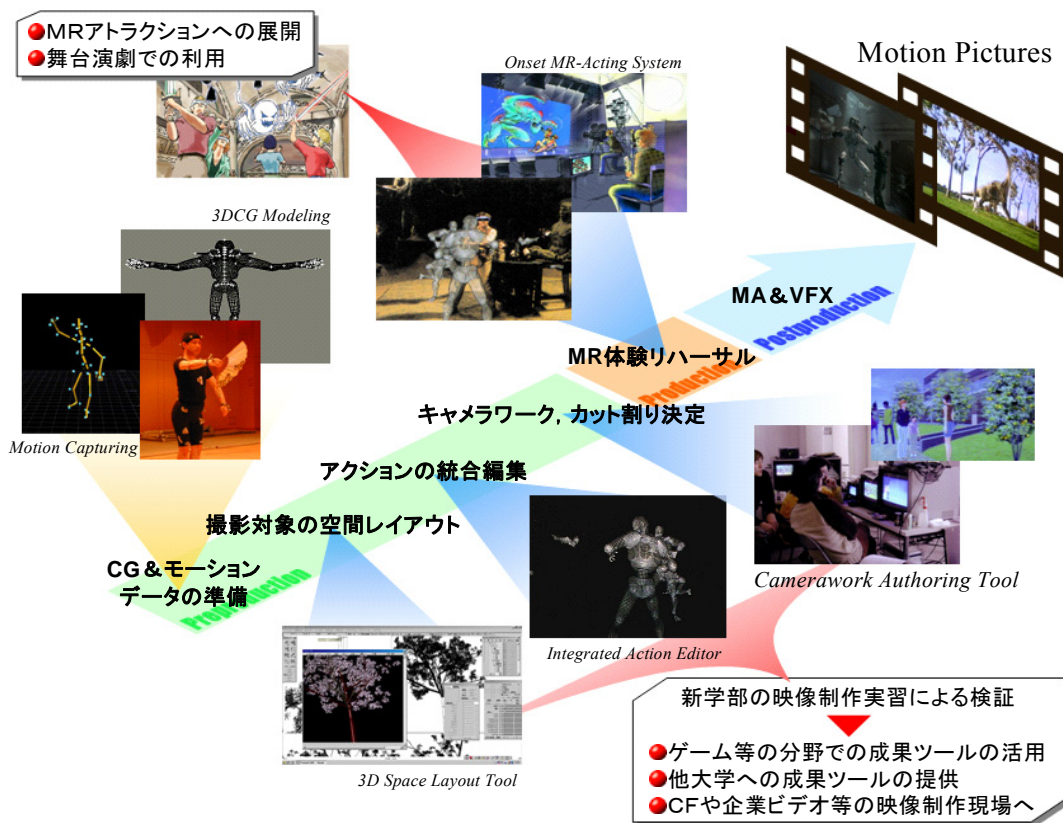 ●MRアトラクションへの展開
●舞台演劇での利用
Onset MR-Acting System
Motion Pictures
3DCG Modeling
Motion Capturing
MA&VFX
Postproduction
MR体験リハーサル
Production
キャメラワーク, カット割り決定
アクションの統合編集
撮影対象の空間レイアウト
CG&モーション
データの準備
Preproduction
Camerawork Authoring Tool
Integrated Action Editor
3D Space Layout Tool
新学部の映像制作実習による検証
●ゲーム等の分野での成果ツールの活用
●他大学への成果ツールの提供
●CFや企業ビデオ等の映像制作現場へ